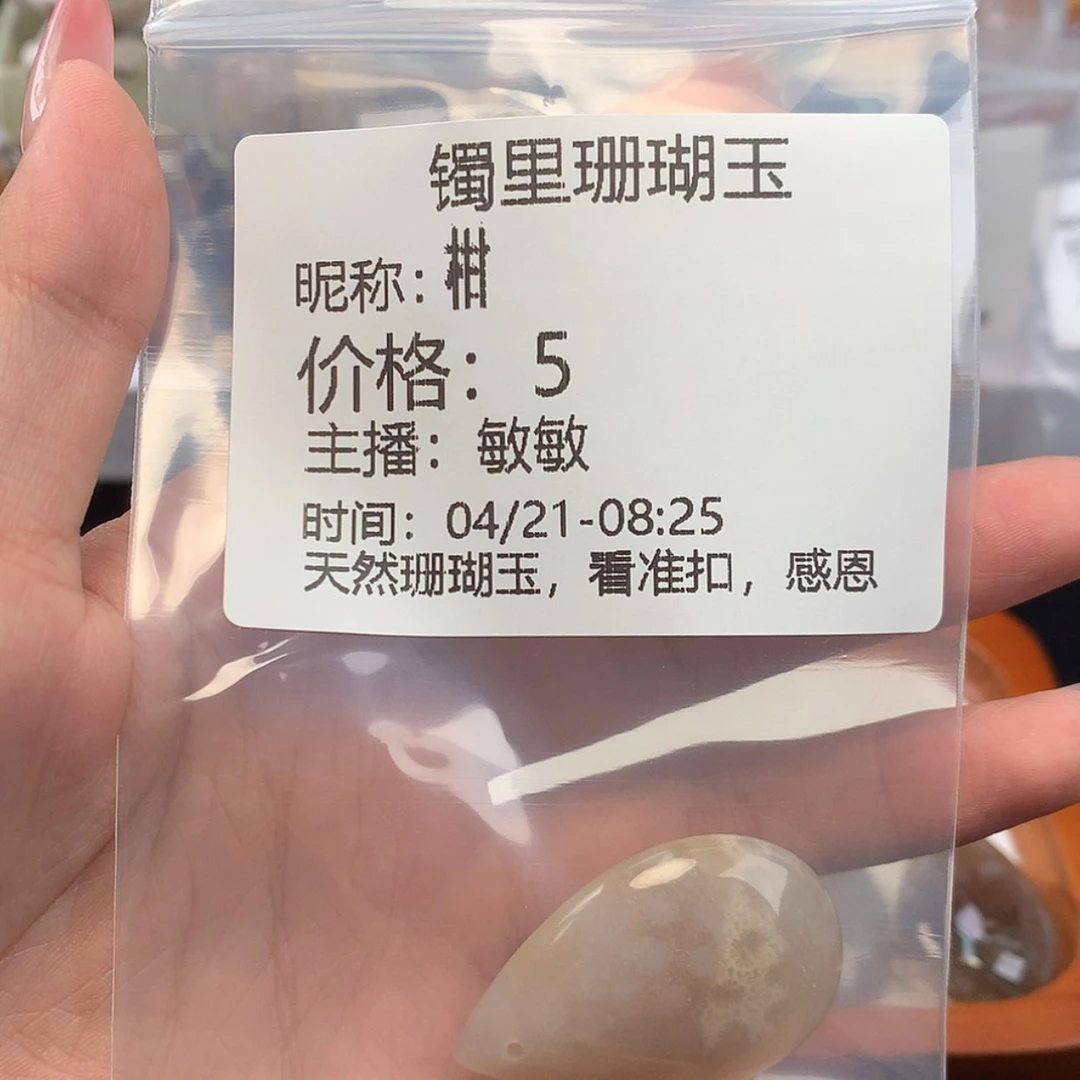 镯里珊瑚玉
昵称：柑
价格：5
主播：敏敏
时间：04/21-08:25
天然珊瑚玉，看准扣，感恩